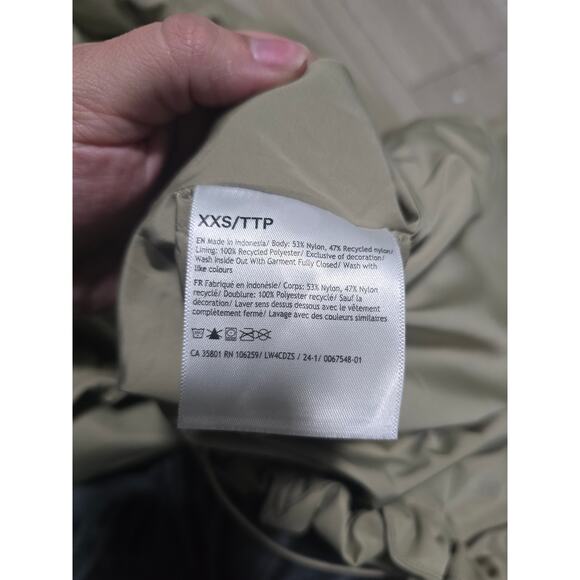 XXS/TTP
EN Made in Indonesia/ Body: 53% Nylon, 47% Recycled nylon/
Lining: 100% Recycled Polyester/ Exclusive of decoration/
Wash Inside Out With Garment Fully Closed/ Wash with
like colours
FR Fabriqué en Indonésie/ Corps: 53% Nylon, 47% Nylon
recyclé/ Doublure: 100% Polyester recyclé/ Sauf la
décoration/ Laver sens dessus dessous avec le vêtement
complètement fermé/ Lavage avec des couleurs similaires
CA 35801 RN 106259/ LW4CDZS / 24-1/ 0067548-01